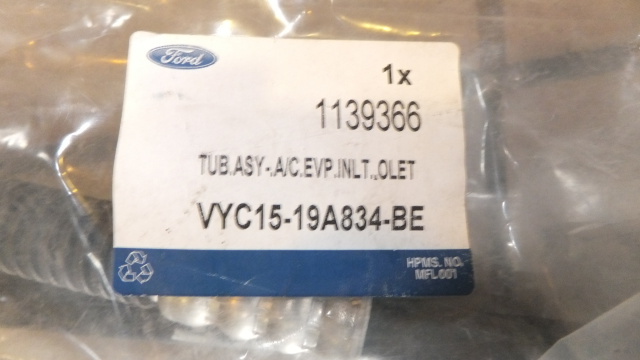 Ford
1x
1139366
TUB.ASY-.A/C.EVP.INLT.,OLET
VYC15-19A834-BE
HPMS. NO.
MFL001